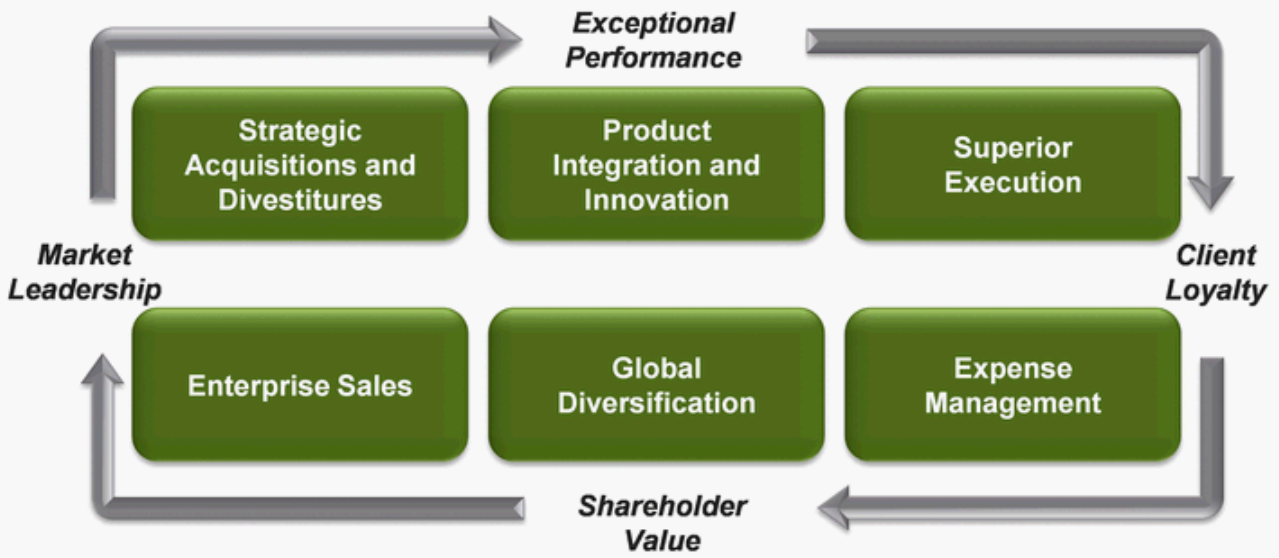 Exceptional
Performance
Strategic
Acquisitions and
Divestitures
Product
Integration and
Innovation
Superior
Execution
Market
Leadership
Client
Loyalty
Enterprise Sales
Global
Diversification
Expense
Management
Shareholder
Value